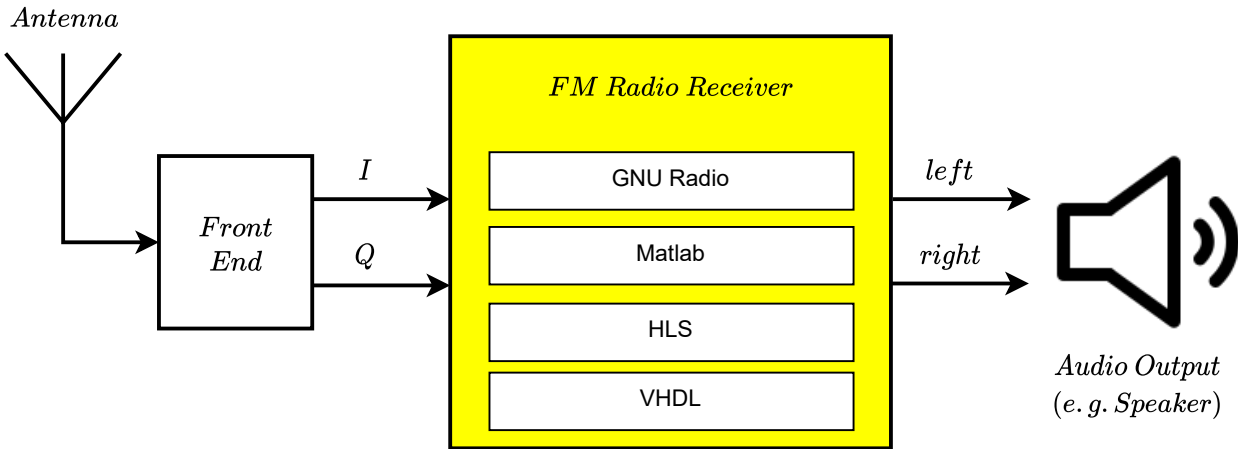 Antenna
FM Radio Receiver
I
GNU Radio
left
Front
End
Q
Matlab
right
HLS
VHDL
Audio Output
(e.g. Speaker)